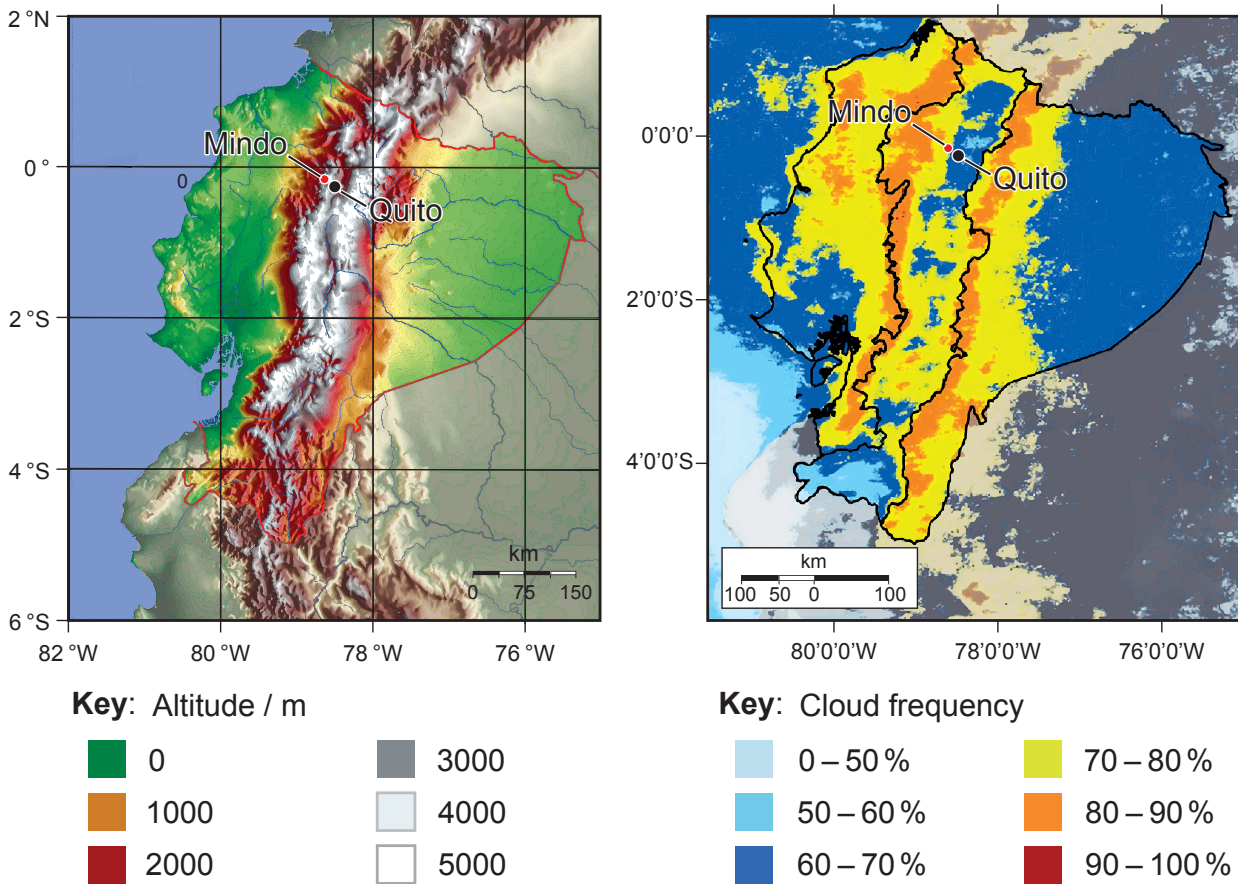 2 °N
0 °
2 °S
4 °S
6 °S
82 °W
80 °W
78 °W
76 °W
Mindo
0
Quito
km
0 75 150
Key: Altitude / m
0
1000
2000
3000
4000
5000
0’0’0
2’0’0’S
4’0’0’S
80’0’0’W
78’0’0’W
76’0’0’W
Mindo
Quito
km
100 50 0 100
Key: Cloud frequency
0 – 50 %
50 – 60 %
60 – 70 %
70 – 80 %
80 – 90 %
90 – 100 %